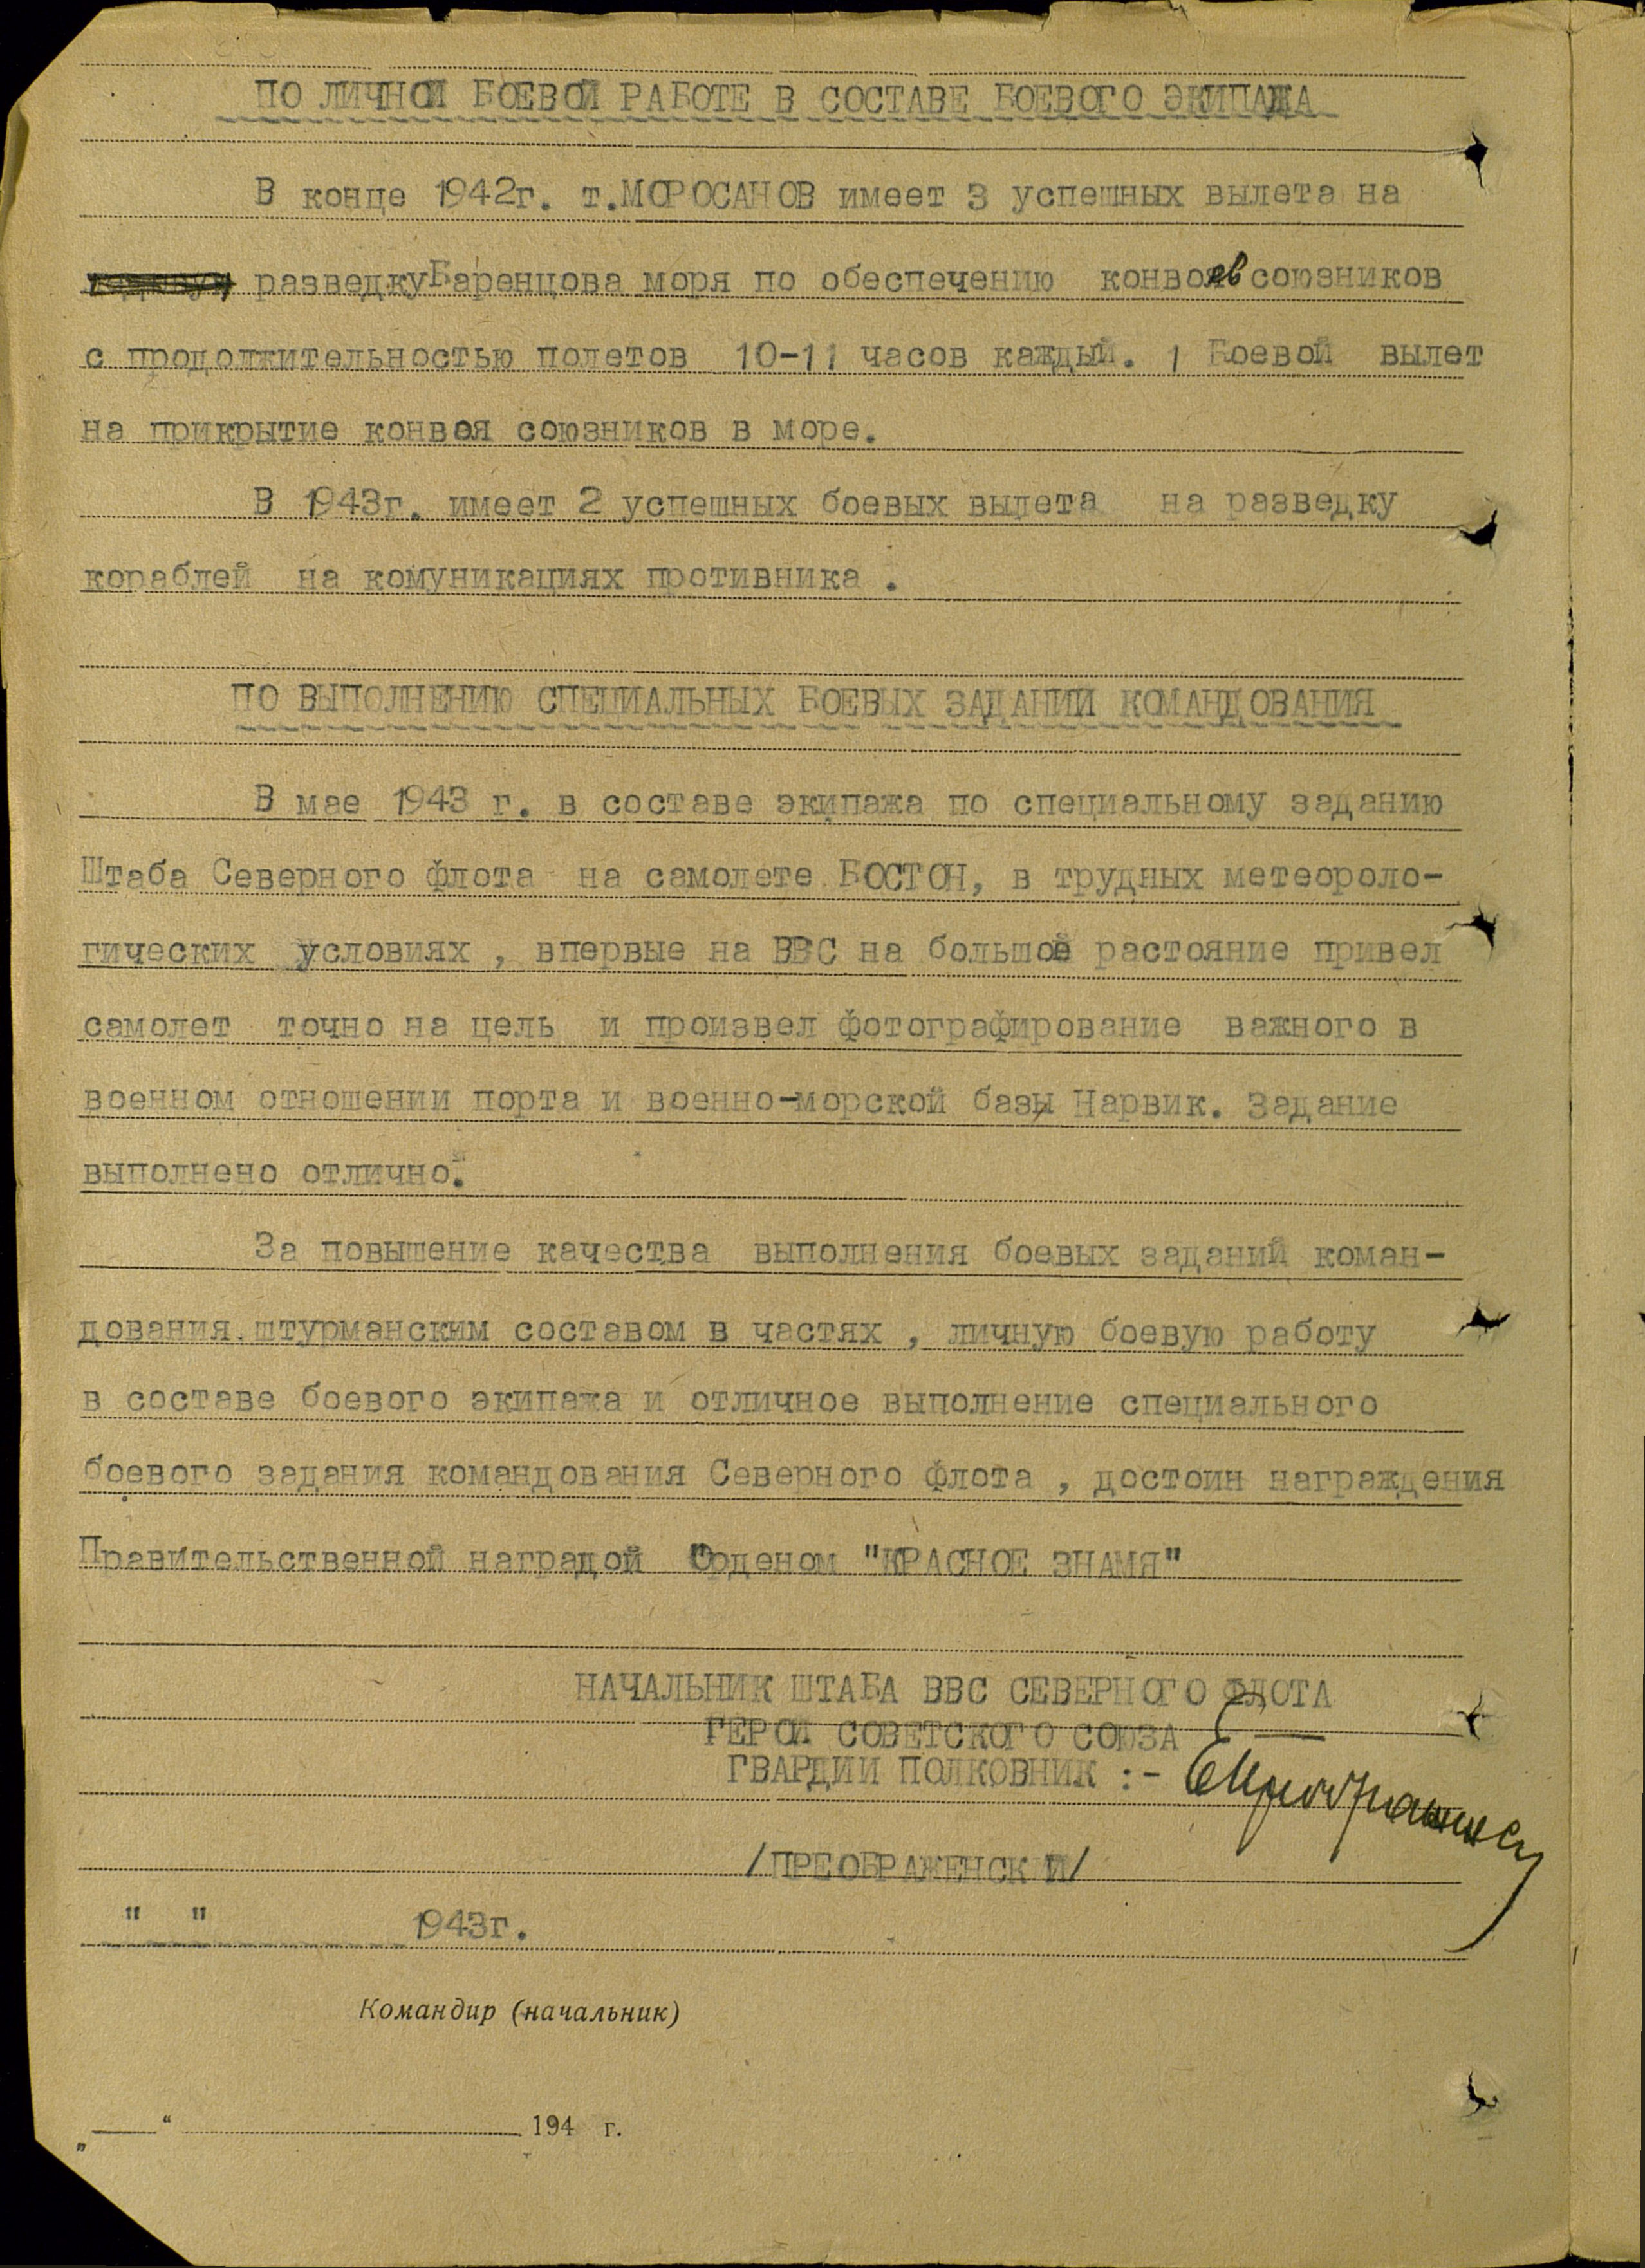 ПО ЛИЧНОЙ БОЕВОЙ РАБОТЕ В СОСТАВЕ БОЕВОГО ЭКИПАЖА
В конце 1942г. т.МОРОСАНОВ имеет 3 успешных вылета на
разведку Баренцова моря по обеспечению конвоев союзников
с продолжительностью полетов 10-11 часов каждый. 1 Боевой вылет
на прикрытие конвоя союзников в море.
В 1943г. имеет 2 успешных боевых вылета на разведку
кораблей на комуникациях противника .
ПО ВЫПОЛНЕНИЮ СПЕЦИАЛЬНЫХ БОЕВЫХ ЗАДАНИЙ КОМАНДОВАНИЯ
В мае 1943 г. в составе экипажа по специальному заданию
Штаба Северного флота на самолете БОСТОН, в трудных метеороло-
гических условиях , впервые на ВВС на большое растояние привел
самолет точно на цель и произвел фотографирование важного в
военном отношении порта и военно-морской базы Нарвик. Задание
выполнено отлично.
За повышение качества выполнения боевых заданий коман-
дования штурманским составом в частях , личную боевую работу
в составе боевого экипажа и отличное выполнение специального
боевого задания командования Северного флота , достоин награждения
Правительственной наградой Орденом "КРАСНОЕ ЗНАМЯ"
НАЧАЛЬНИК ШТАБА ВВС СЕВЕРНОГО ФЛОТА
ГЕРОЙ СОВЕТСКОГО СОЮЗА
ГВАРДИИ ПОЛКОВНИК :-
/ПРЕОБРАЖЕНСКИЙ/
" " 1943г.
Командир (начальник)
„ “ 194 г.